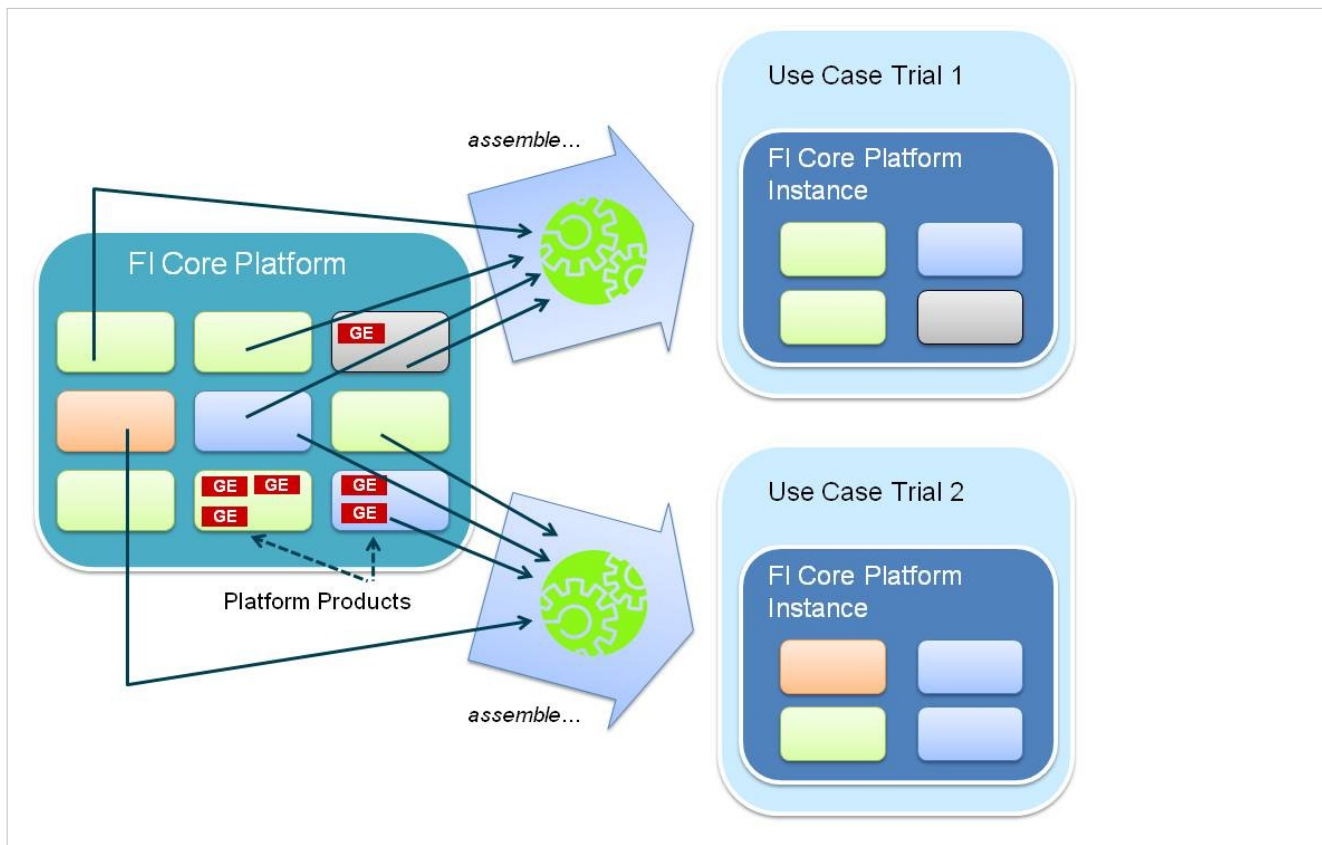 Use Case Trial 1
assemble…
FI Core Platform
Instance
FI Core Platform
GE
GE GE GE
GE GE
Platform Products
Use Case Trial 2
FI Core Platform
Instance
assemble…